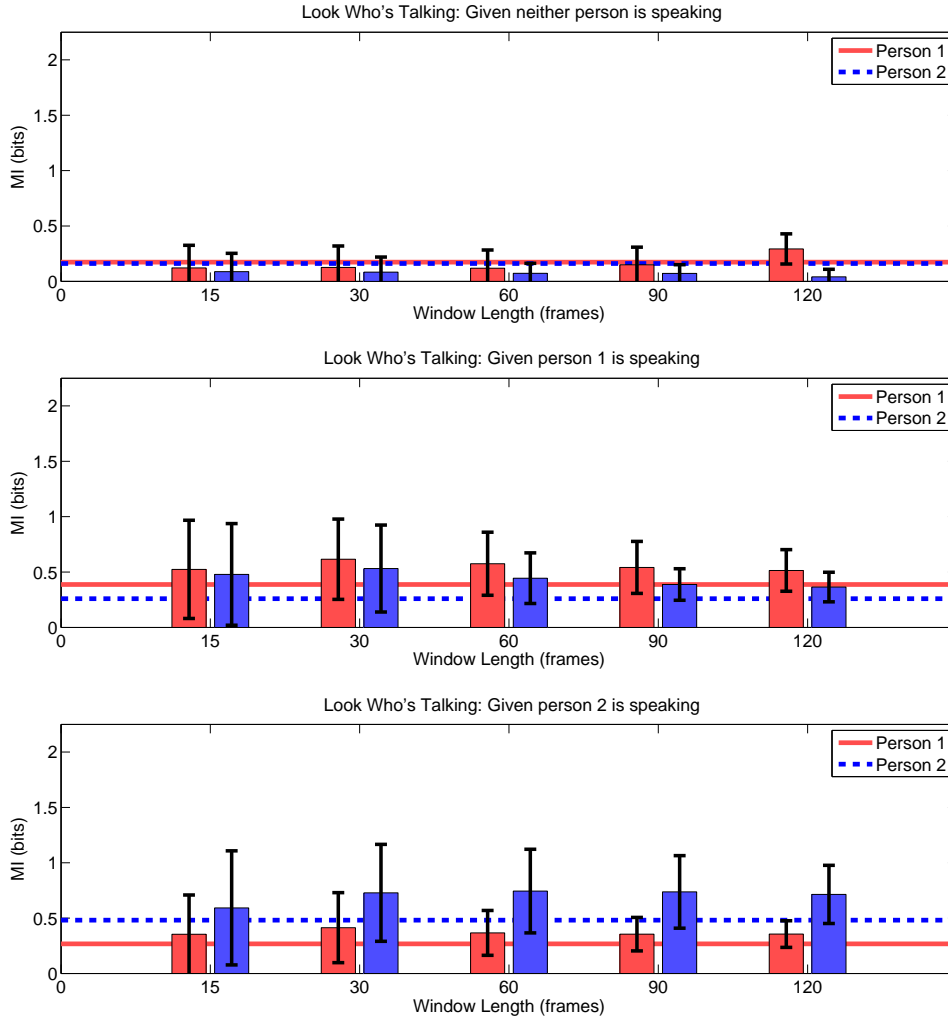 Look Who's Talking: Given neither person is speaking
2
1.5
1
0.5
0
MI (bits)
Person 1
Person 2
0 15 30 60 90 120
Window Length (frames)
Look Who's Talking: Given person 1 is speaking
2
1.5
1
0.5
0
MI (bits)
Person 1
Person 2
0 15 30 60 90 120
Window Length (frames)
Look Who's Talking: Given person 2 is speaking
2
1.5
1
0.5
0
MI (bits)
Person 1
Person 2
0 15 30 60 90 120
Window Length (frames)